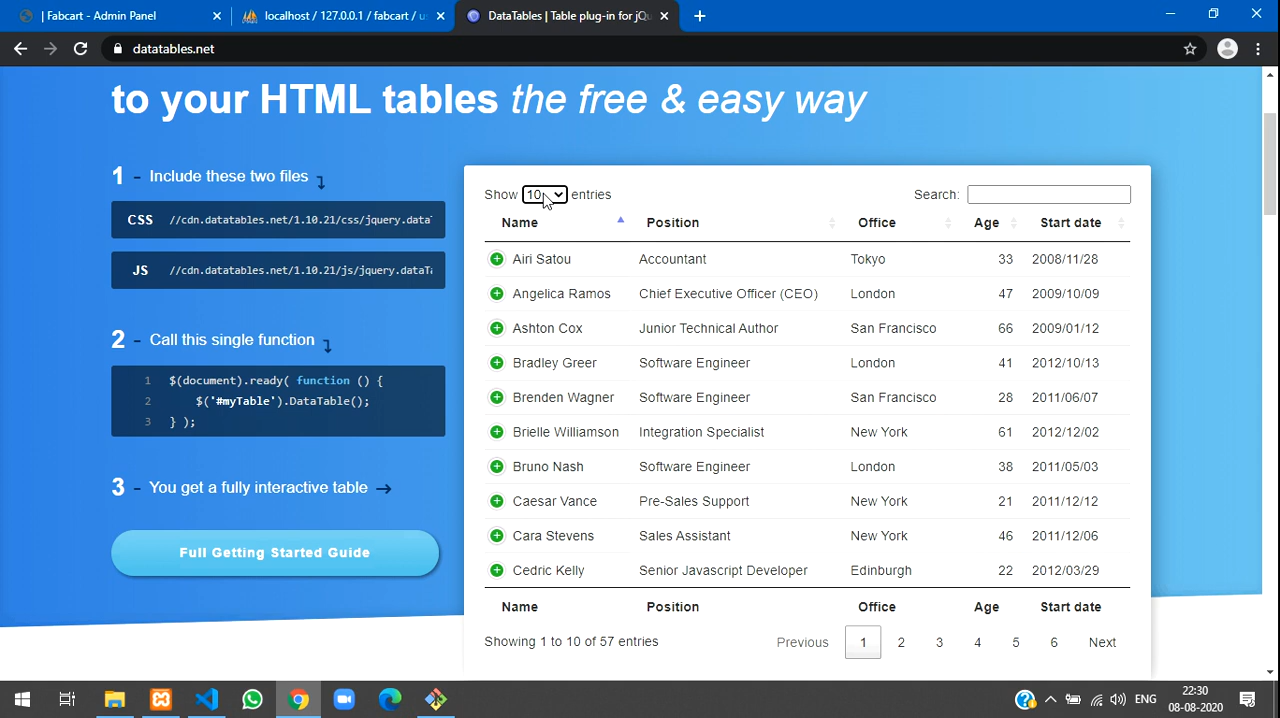 | Fabcart - Admin Panel
localhost / 127.0.0.1 / fabcart / u
DataTables | Table plug-in for jQu
datatables.net
to your HTML tables the free & easy way
1 - Include these two files
CSS //cdn.datatables.net/1.10.21/css/jquery.data
JS //cdn.datatables.net/1.10.21/js/jquery.dataTa
2 - Call this single function
1 $(document).ready( function () {
2 $('#myTable').DataTable();
3 } );
3 - You get a fully interactive table →
Full Getting Started Guide
Show 10 entries
Search:
Name Position Office Age Start date
Airi Satou Accountant Tokyo 33 2008/11/28
Angelica Ramos Chief Executive Officer (CEO) London 47 2009/10/09
Ashton Cox Junior Technical Author San Francisco 66 2009/01/12
Bradley Greer Software Engineer London 41 2012/10/13
Brenden Wagner Software Engineer San Francisco 28 2011/06/07
Brielle Williamson Integration Specialist New York 61 2012/12/02
Bruno Nash Software Engineer London 38 2011/05/03
Caesar Vance Pre-Sales Support New York 21 2011/12/12
Cara Stevens Sales Assistant New York 46 2011/12/06
Cedric Kelly Senior Javascript Developer Edinburgh 22 2012/03/29
Name Position Office Age Start date
Showing 1 to 10 of 57 entries
Previous 1 2 3 4 5 6 Next
ENG
22:30
08-08-2020